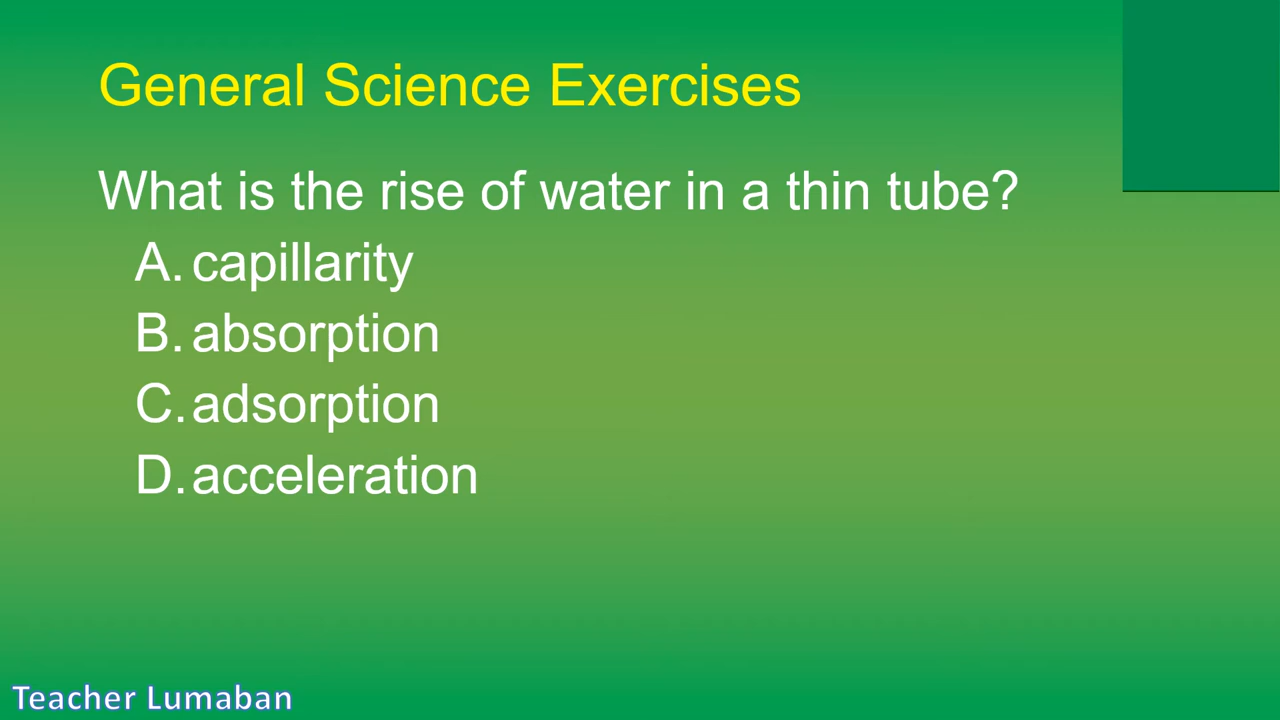 General Science Exercises
What is the rise of water in a thin tube?
A. capillarity
B. absorption
C. adsorption
D. acceleration
Teacher Lumaban